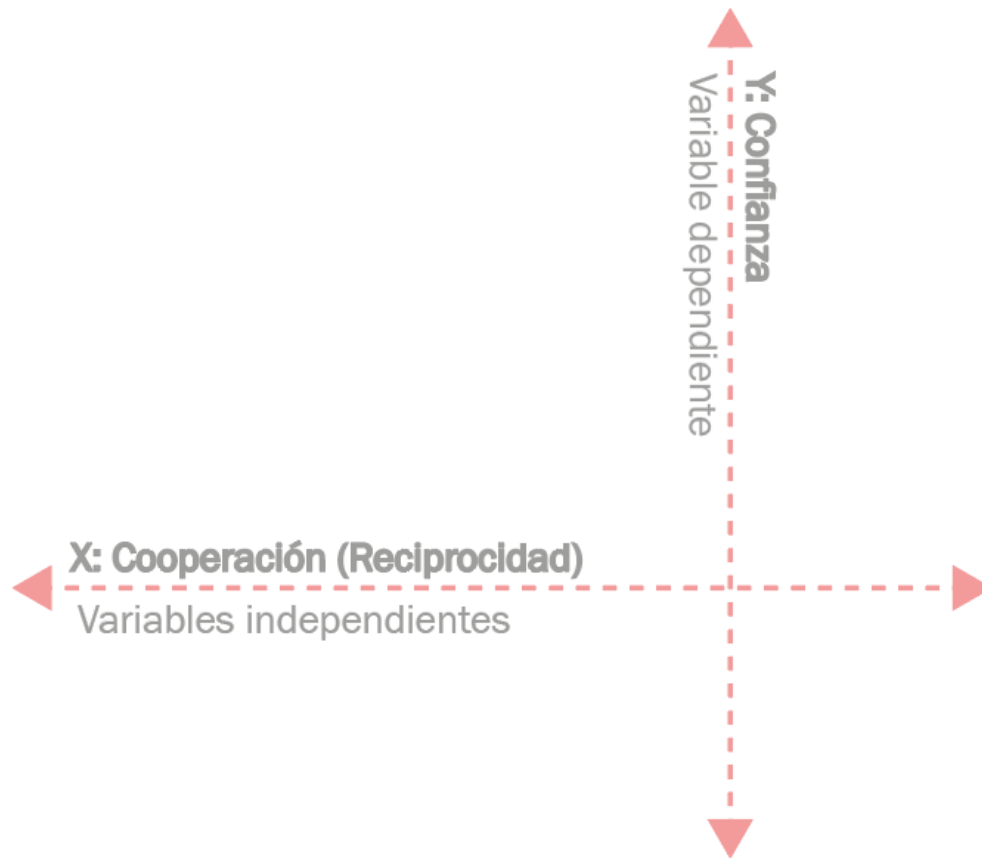 Y: Confianza
Variable dependiente
X: Cooperación (Reciprocidad)
Variables independientes